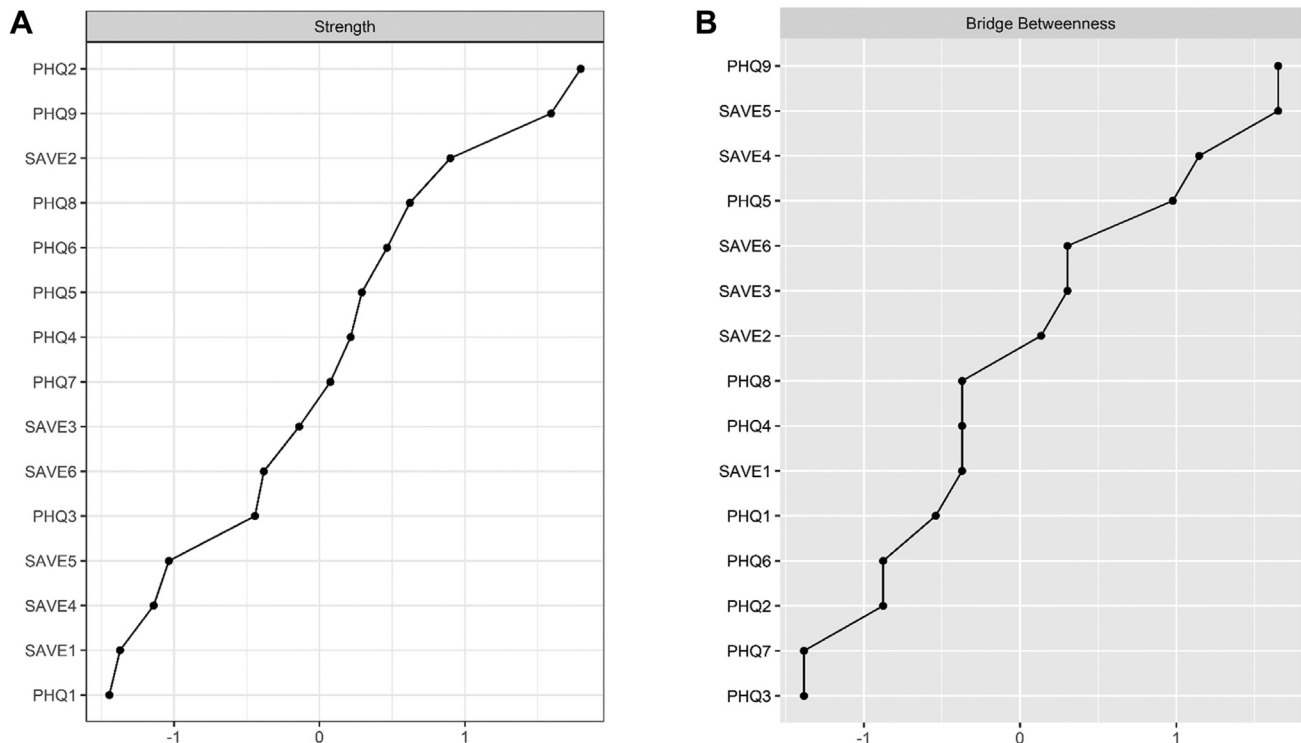 A
Strength
PHQ2
PHQ9
SAVE2
PHQ8
PHQ6
PHQ5
PHQ4
PHQ7
SAVE3
SAVE6
PHQ3
SAVE5
SAVE4
SAVE1
PHQ1
-1
0
1
B
Bridge Betweenness
PHQ9
SAVE5
SAVE4
PHQ5
SAVE6
SAVE3
SAVE2
PHQ8
PHQ4
SAVE1
PHQ1
PHQ6
PHQ2
PHQ7
PHQ3
-1
0
1